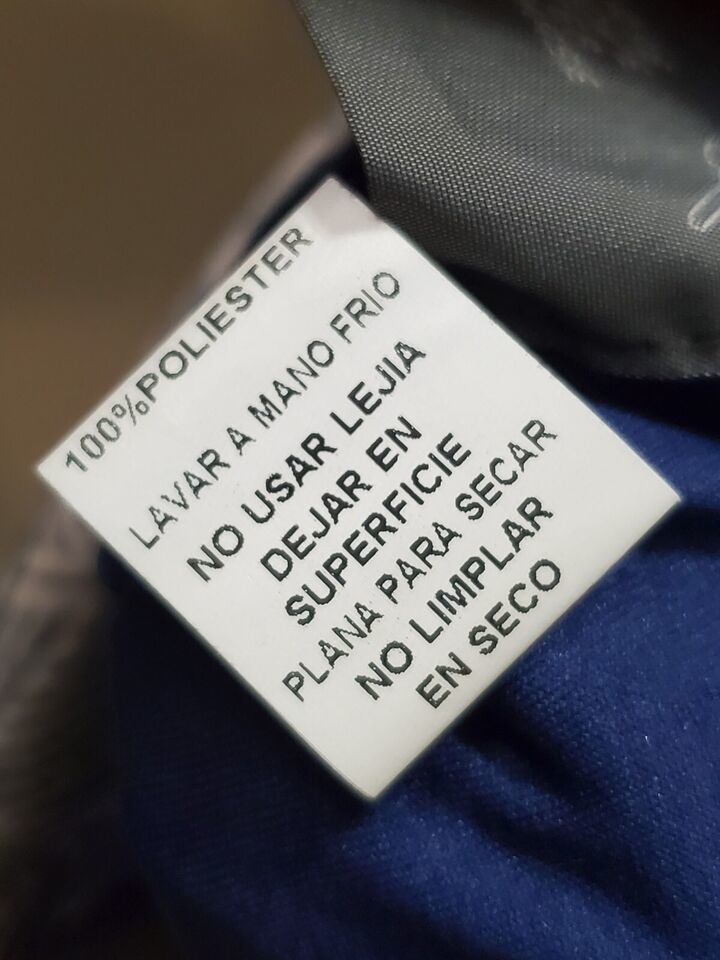 100%POLIESTER
LAVAR A MANO FRIO
NO USAR LEJIA
DEJAR EN
SUPERFICIE
PLANA PARA SECAR
NO LIMPLAR
EN SECO